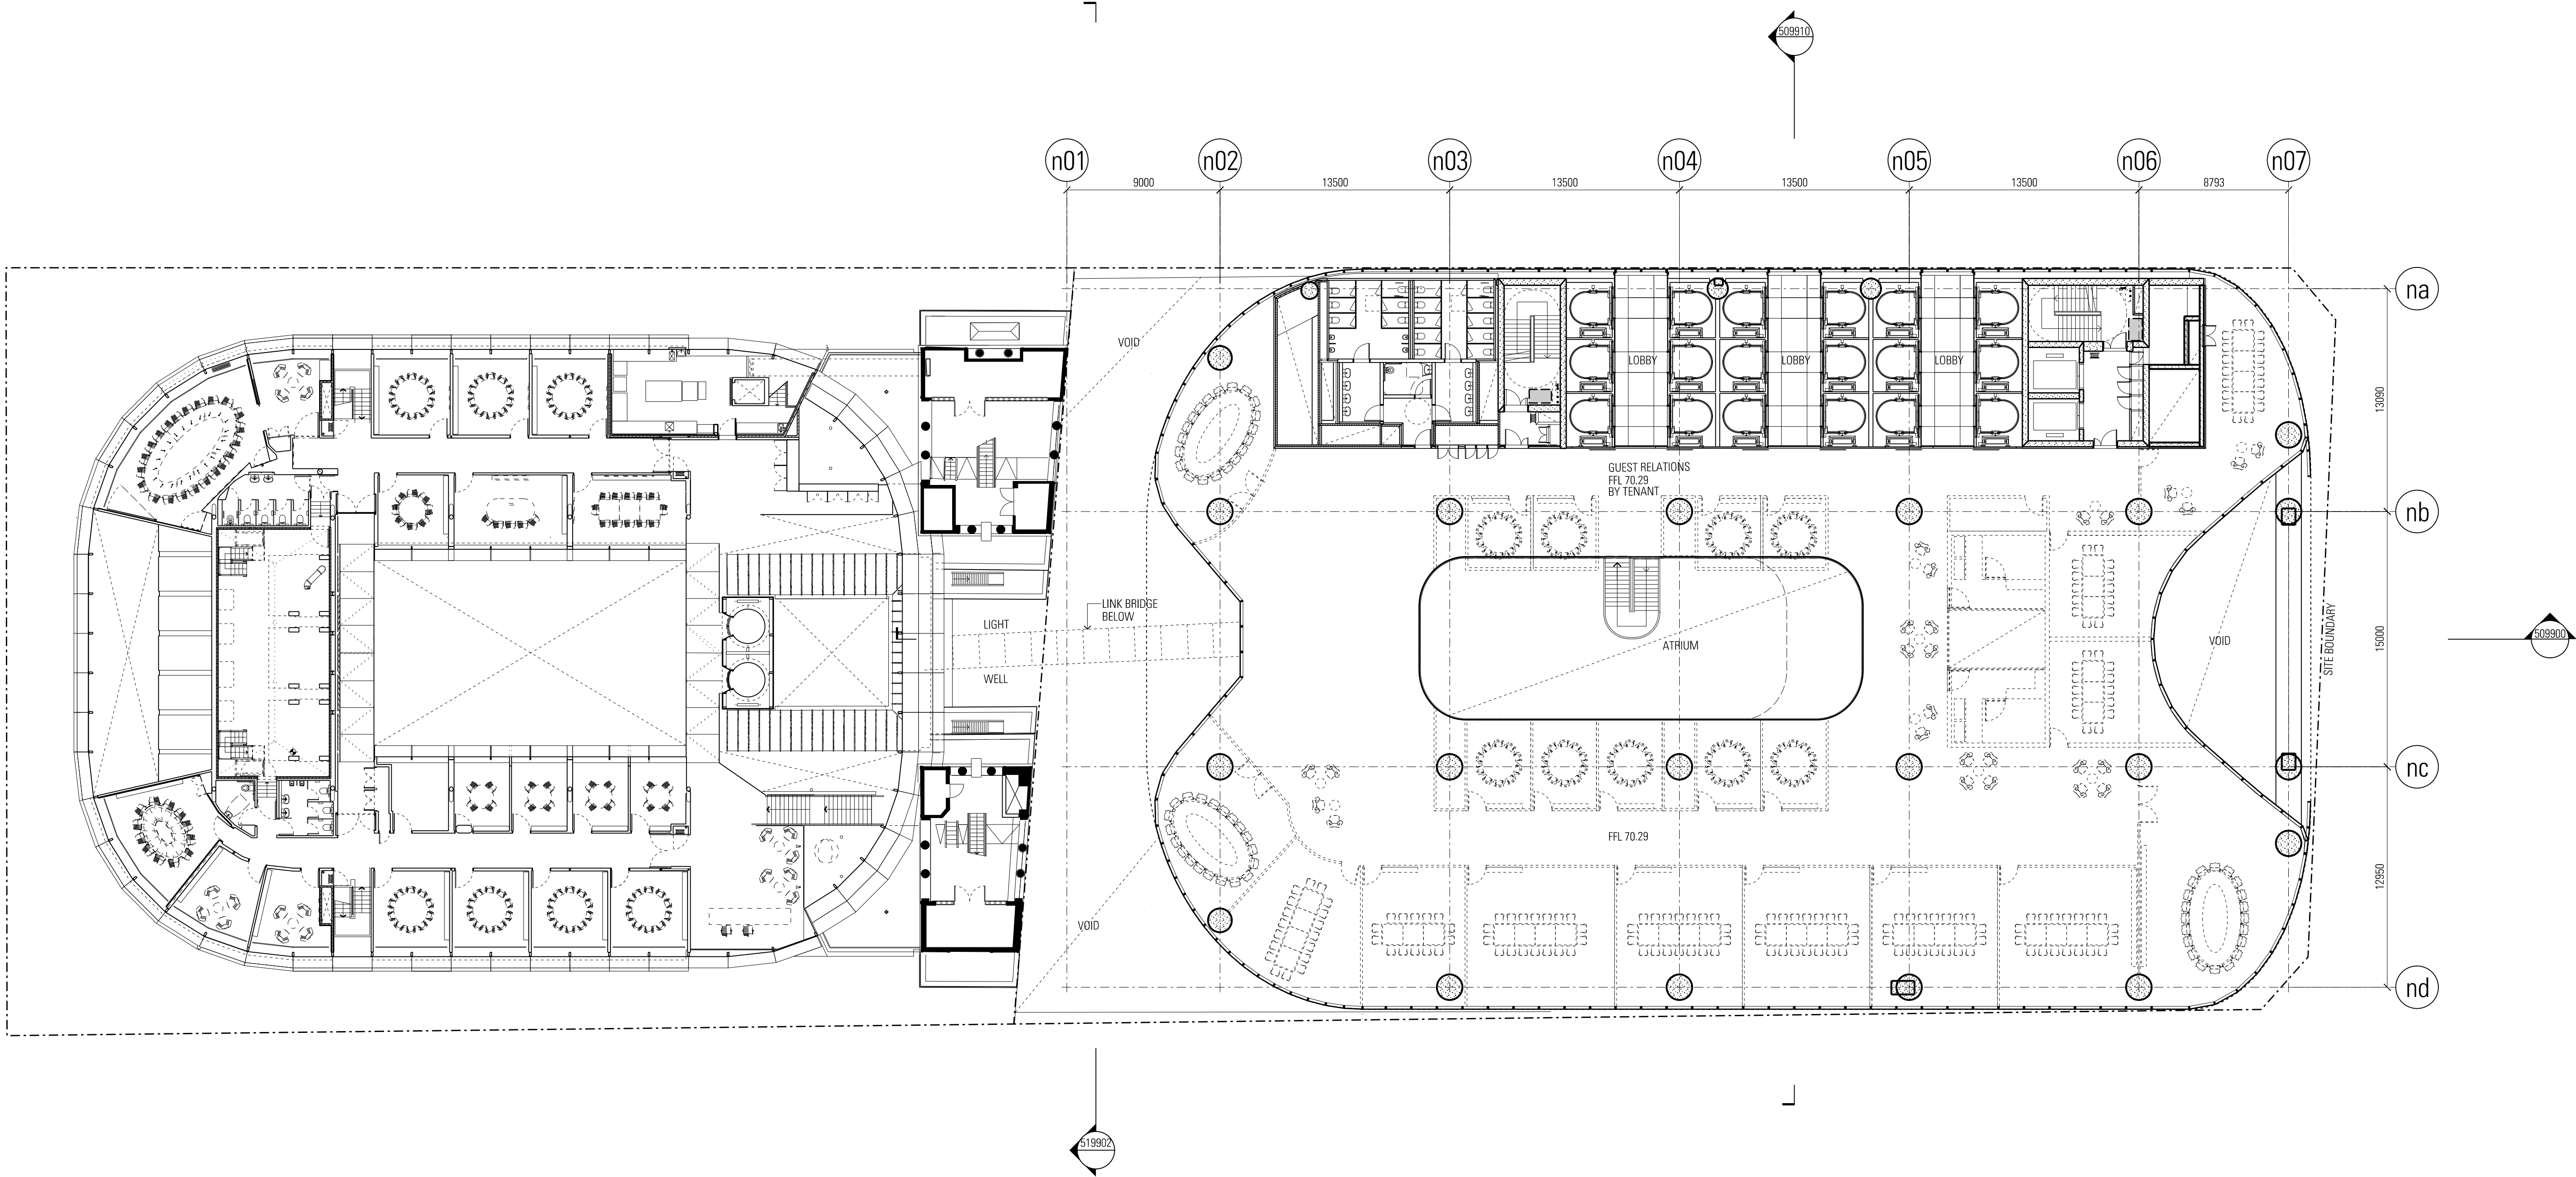 509910
n01
n02
n03
n04
n05
n06
n07
9000
13500
13500
13500
13500
8793
na
VOID
LOBBY
LOBBY
LOBBY
13090
GUEST RELATIONS
FFL 70.29
BY TENANT
nb
LINK BRIDGE
BELOW
LIGHT
WELL
ATRIUM
VOID
SITE BOUNDARY
15000
509900
nc
FFL 70.29
12950
VOID
nd
519902